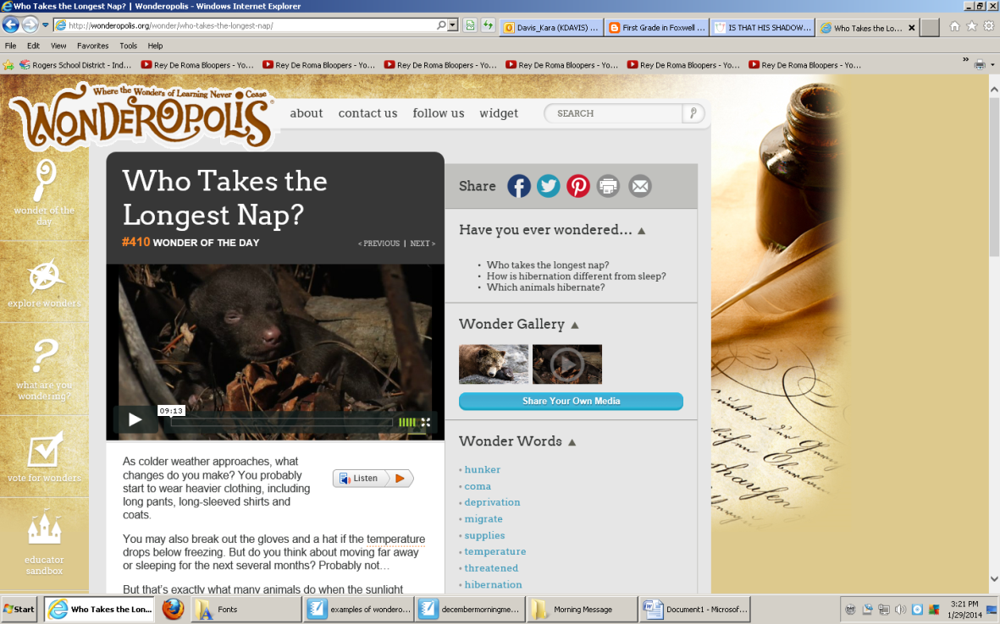 Who Takes the Longest Nap? | Wonderopolis - Windows Internet Explorer
http://wonderopolis.org/wonder/who-takes-the-longest-nap/
Davis_Kara (KDAVIS) ...
First Grade in Foxwell ...
IS THAT HIS SHADOW...
Who Takes the Lo...
File Edit View Favorites Tools Help
Rogers School District - Ind...
Rey De Roma Bloopers - Yo...
Rey De Roma Bloopers - Yo...
Rey De Roma Bloopers - Yo...
Rey De Roma Bloopers - Yo...
Rey De Roma Bloopers - Yo...
Rey De Roma Bloopers - Yo...
Where the Wonders of Learning Never Cease
WONDEROPOLIS®
about contact us follow us widget
SEARCH
wonder of the
day...
explore wonders
what are you
wondering?
vote for wonders
educator
sandbox
Who Takes the
Longest Nap?
#410 WONDER OF THE DAY
< PREVIOUS | NEXT >
09:13
As colder weather approaches, what
changes do you make? You probably
start to wear heavier clothing, including
long pants, long-sleeved shirts and
coats.
Listen
You may also break out the gloves and a hat if the temperature
drops below freezing. But do you think about moving far away
or sleeping for the next several months? Probably not…
But that's exactly what many animals do when the sunlight
Share
Have you ever wondered…
• Who takes the longest nap?
• How is hibernation different from sleep?
• Which animals hibernate?
Wonder Gallery
Share Your Own Media
Wonder Words
• hunker
• coma
• deprivation
• migrate
• supplies
• temperature
• threatened
• hibernation
Start
Who Takes the Lon...
Fonts
examples of wondero...
decembermorningme...
Morning Message
Document1 - Microsof...
3:21 PM
1/29/2014